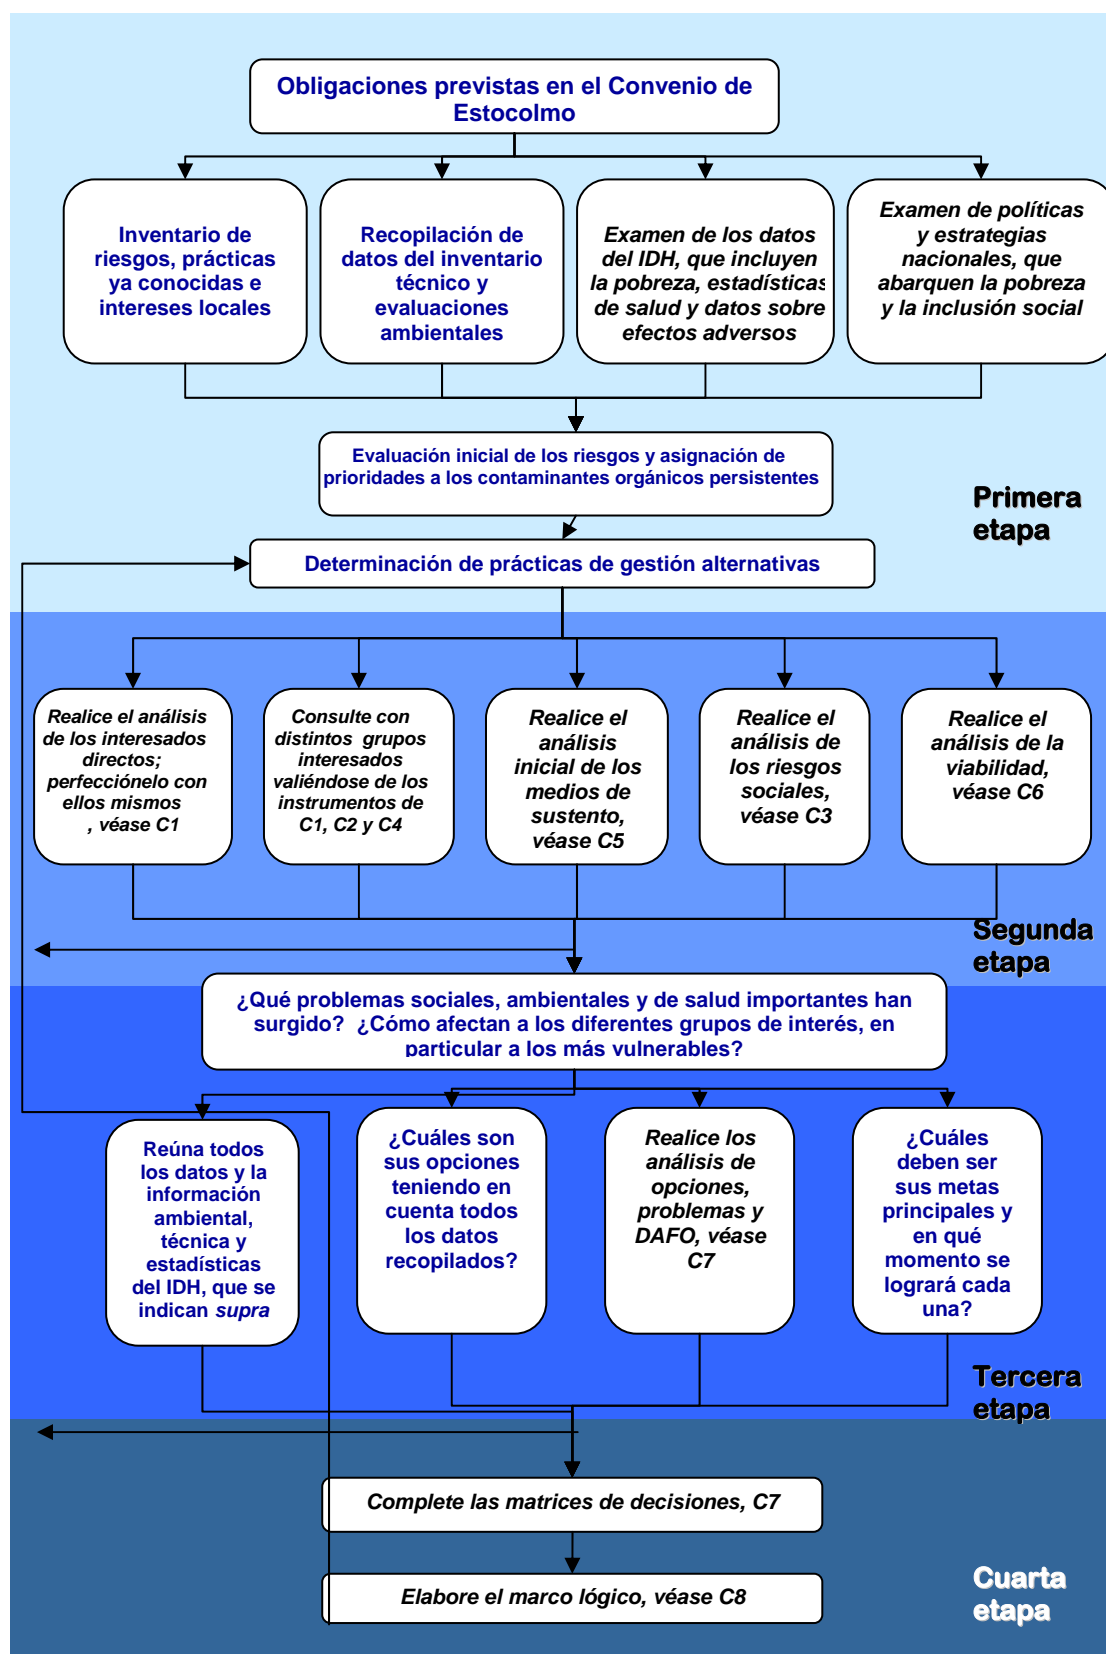 Obligaciones previstas en el Convenio de
Estocolmo
Inventario de
riesgos, prácticas
ya conocidas e
intereses locales
Recopilación de
datos del inventario
técnico y
evaluaciones
ambientales
Examen de los datos
del IDH, que incluyen
la pobreza, estadísticas
de salud y datos sobre
efectos adversos
Examen de políticas
y estrategias
nacionales, que
abarquen la pobreza
y la inclusión social
Evaluación inicial de los riesgos y asignación de
prioridades a los contaminantes orgánicos persistentes
Primera
etapa
Determinación de prácticas de gestión alternativas
Realice el análisis
de los interesados
directos;
perfecciónelo con
ellos mismos
, véase C1
Consulte con
distintos grupos
interesados
valiéndose de los
instrumentos de
C1, C2 y C4
Realice el
análisis
inicial de los
medios de
sustento,
véase C5
Realice el
análisis de
los riesgos
sociales,
véase C3
Realice el
análisis de la
viabilidad,
véase C6
Segunda
etapa
¿Qué problemas sociales, ambientales y de salud importantes han
surgido? ¿Cómo afectan a los diferentes grupos de interés, en
particular a los más vulnerables?
Reúna todos
los datos y la
información
ambiental,
técnica y
estadísticas
del IDH, que se
indican supra
¿Cuáles son
sus opciones
teniendo en
cuenta todos
los datos
recopilados?
Realice los
análisis de
opciones,
problemas y
DAFO, véase
C7
¿Cuáles
deben ser
sus metas
principales y
en qué
momento se
logrará cada
una?
Tercera
etapa
Complete las matrices de decisiones, C7
Elabore el marco lógico, véase C8
Cuarta
etapa